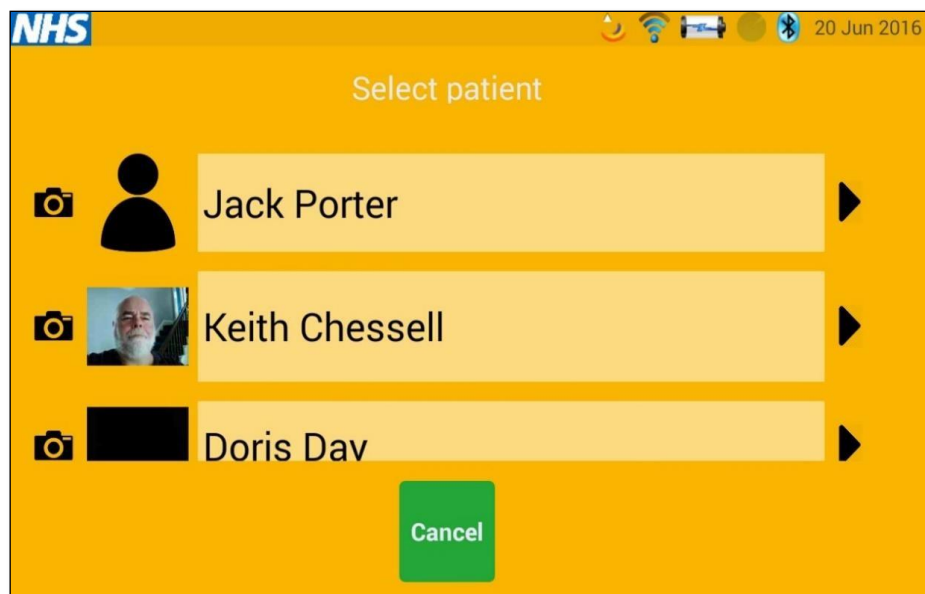 NHS
20 Jun 2016
Select patient
Jack Porter
Keith Chessell
Doris Day
Cancel